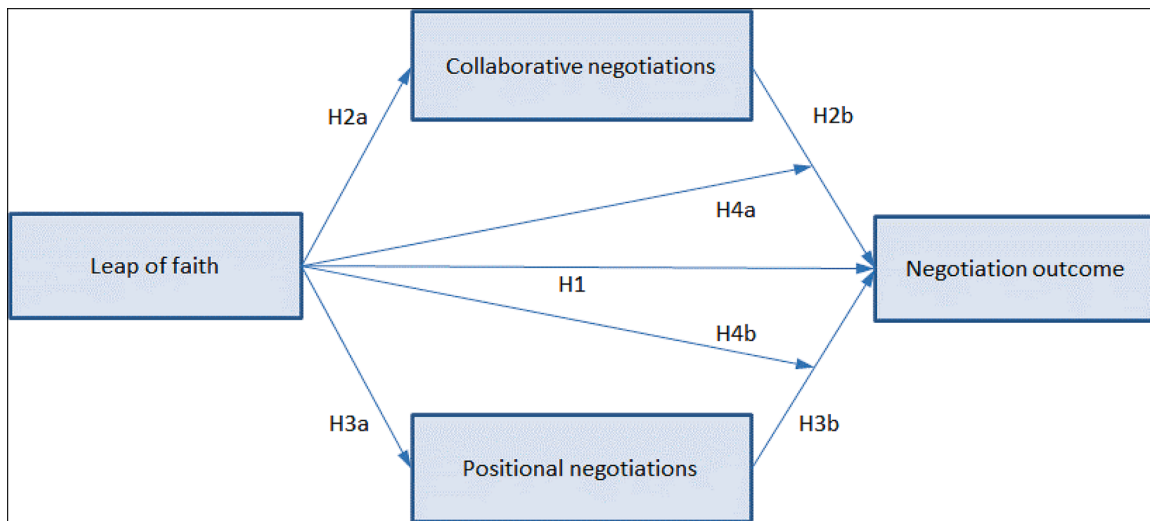 Collaborative negotiations
H2a
H2b
H4a
Leap of faith
Negotiation outcome
H1
H4b
H3a
H3b
Positional negotiations